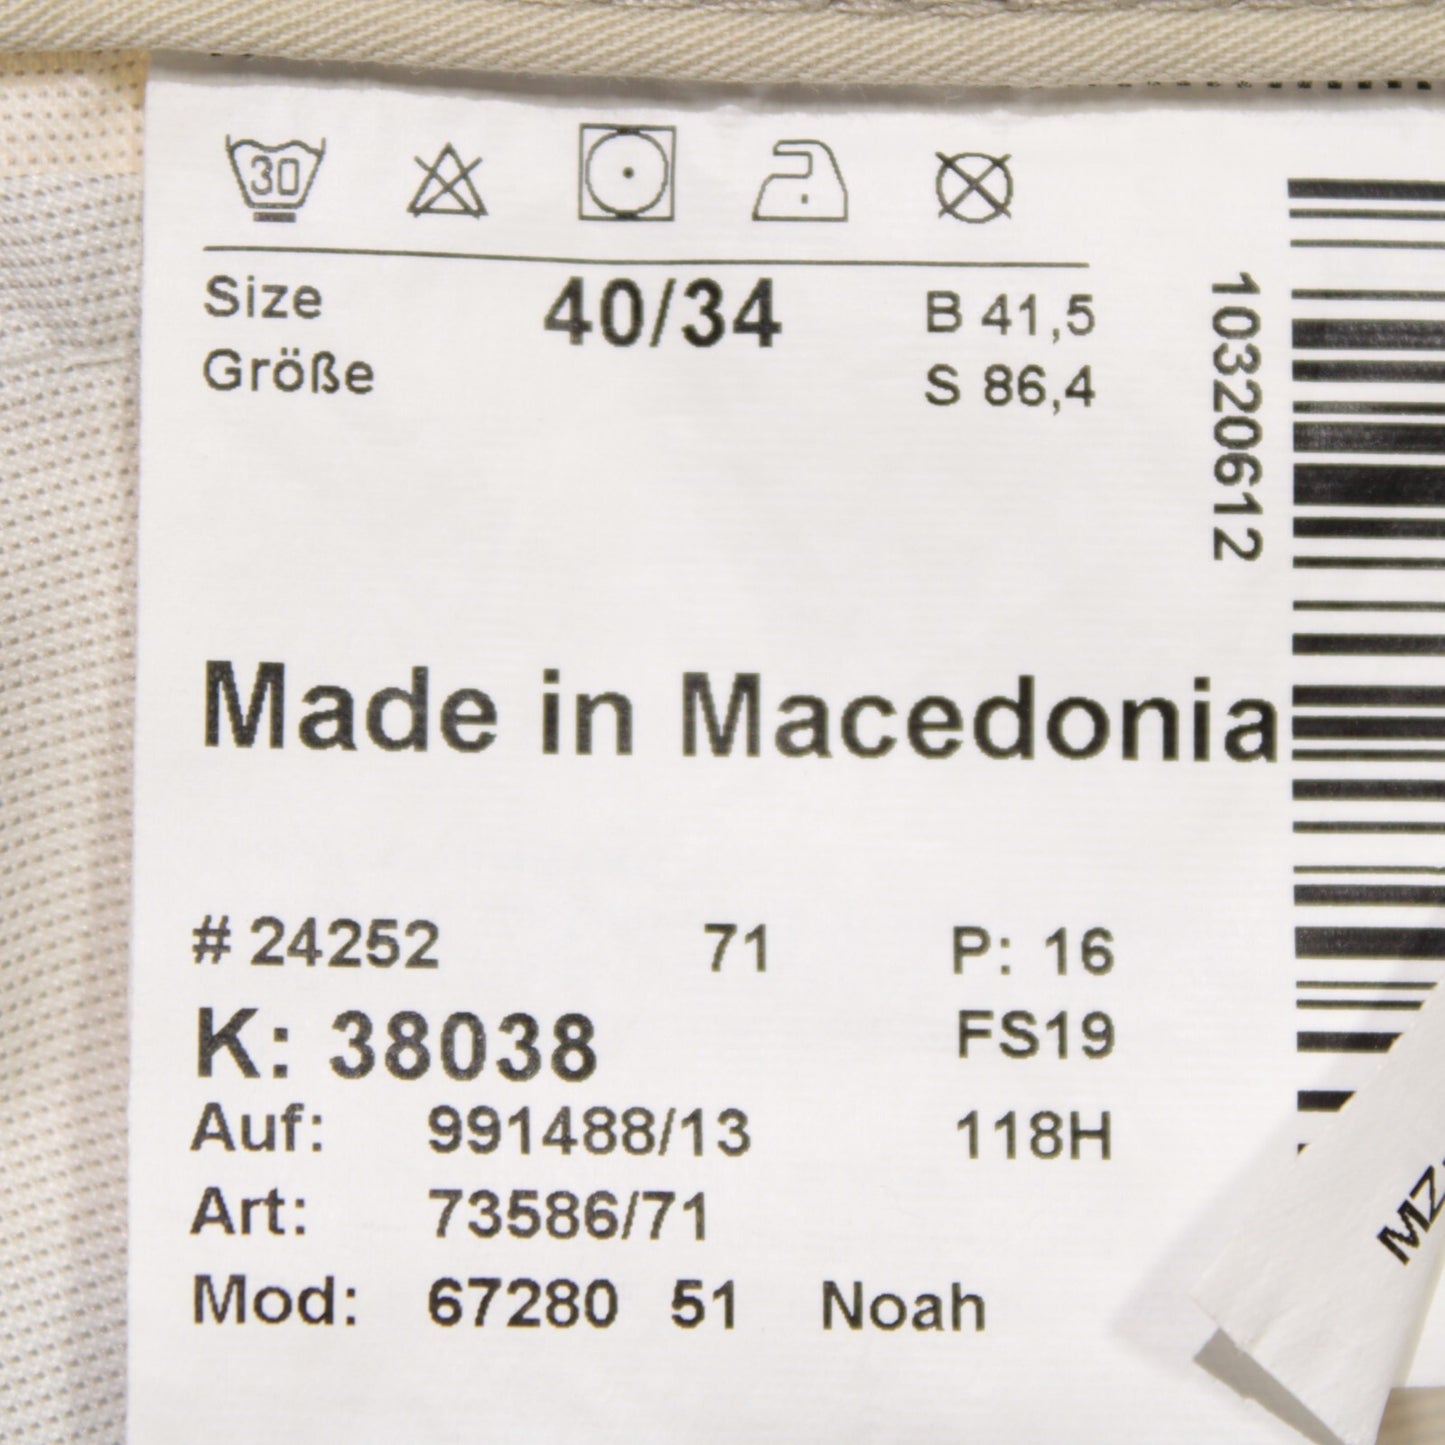 30
Size 40/34 B 41,5
Größe S 86,4
10320612
Made in Macedonia
# 24252 71 P: 16
K: 38038 FS19
Auf: 991488/13 118H
Art: 73586/71
Mod: 67280 51 Noah